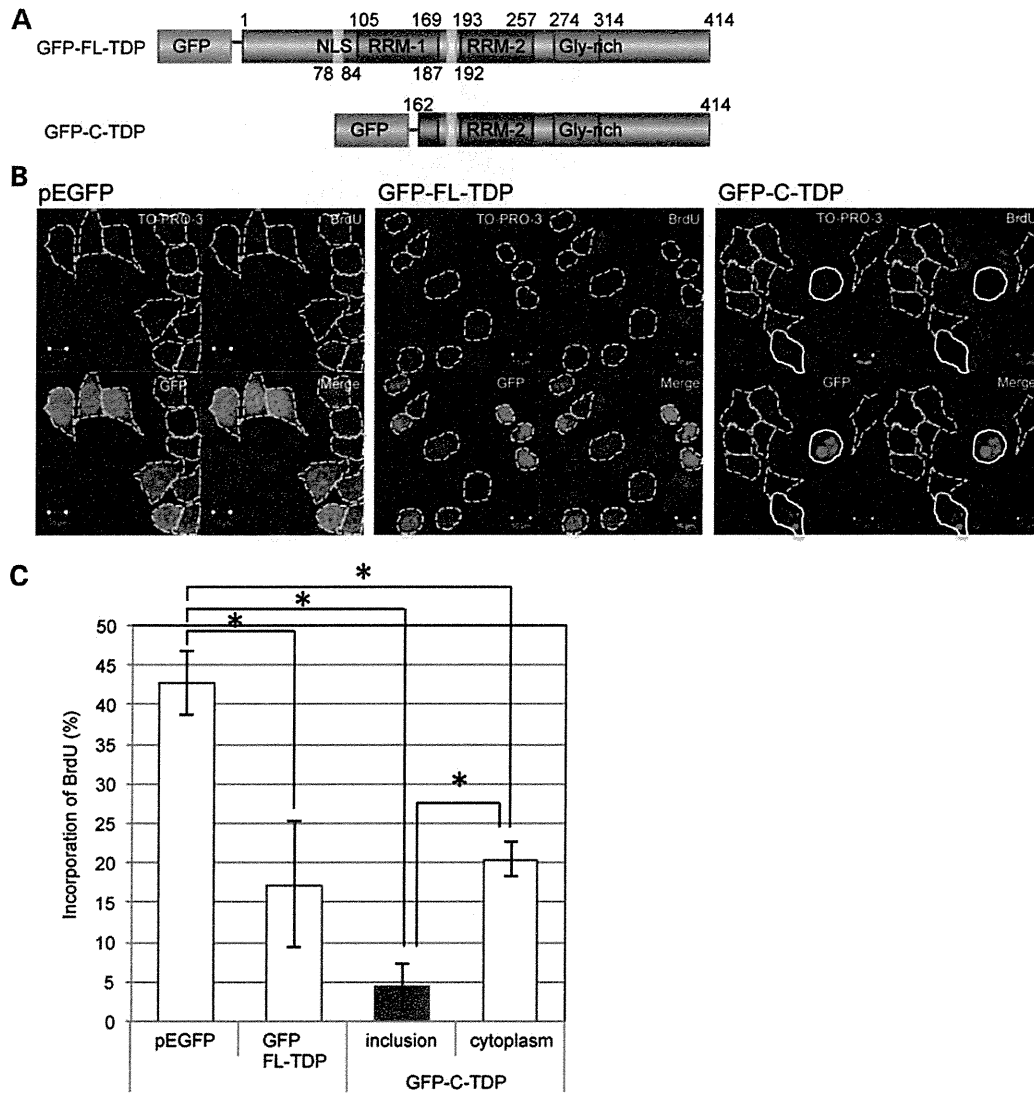 A
1 105 169 193 257 274 314 414
GFP-FL-TDP GFP NLS RRM-1 RRM-2 Gly-rich
78 84 187 192
162 414
GFP-C-TDP GFP RRM-2 Gly-rich
B
pEGFP GFP-FL-TDP GFP-C-TDP
TO-PRO-3 BrdU TO-PRO-3 BrdU TO-PRO-3 BrdU
GFP Merge GFP Merge GFP Merge
C
*
*
*
*
50
45
40
35
30
25
20
15
10
5
0
Incorporation of BrdU (%)
pEGFP GFP inclusion cytoplasm
FL-TDP
GFP-C-TDP